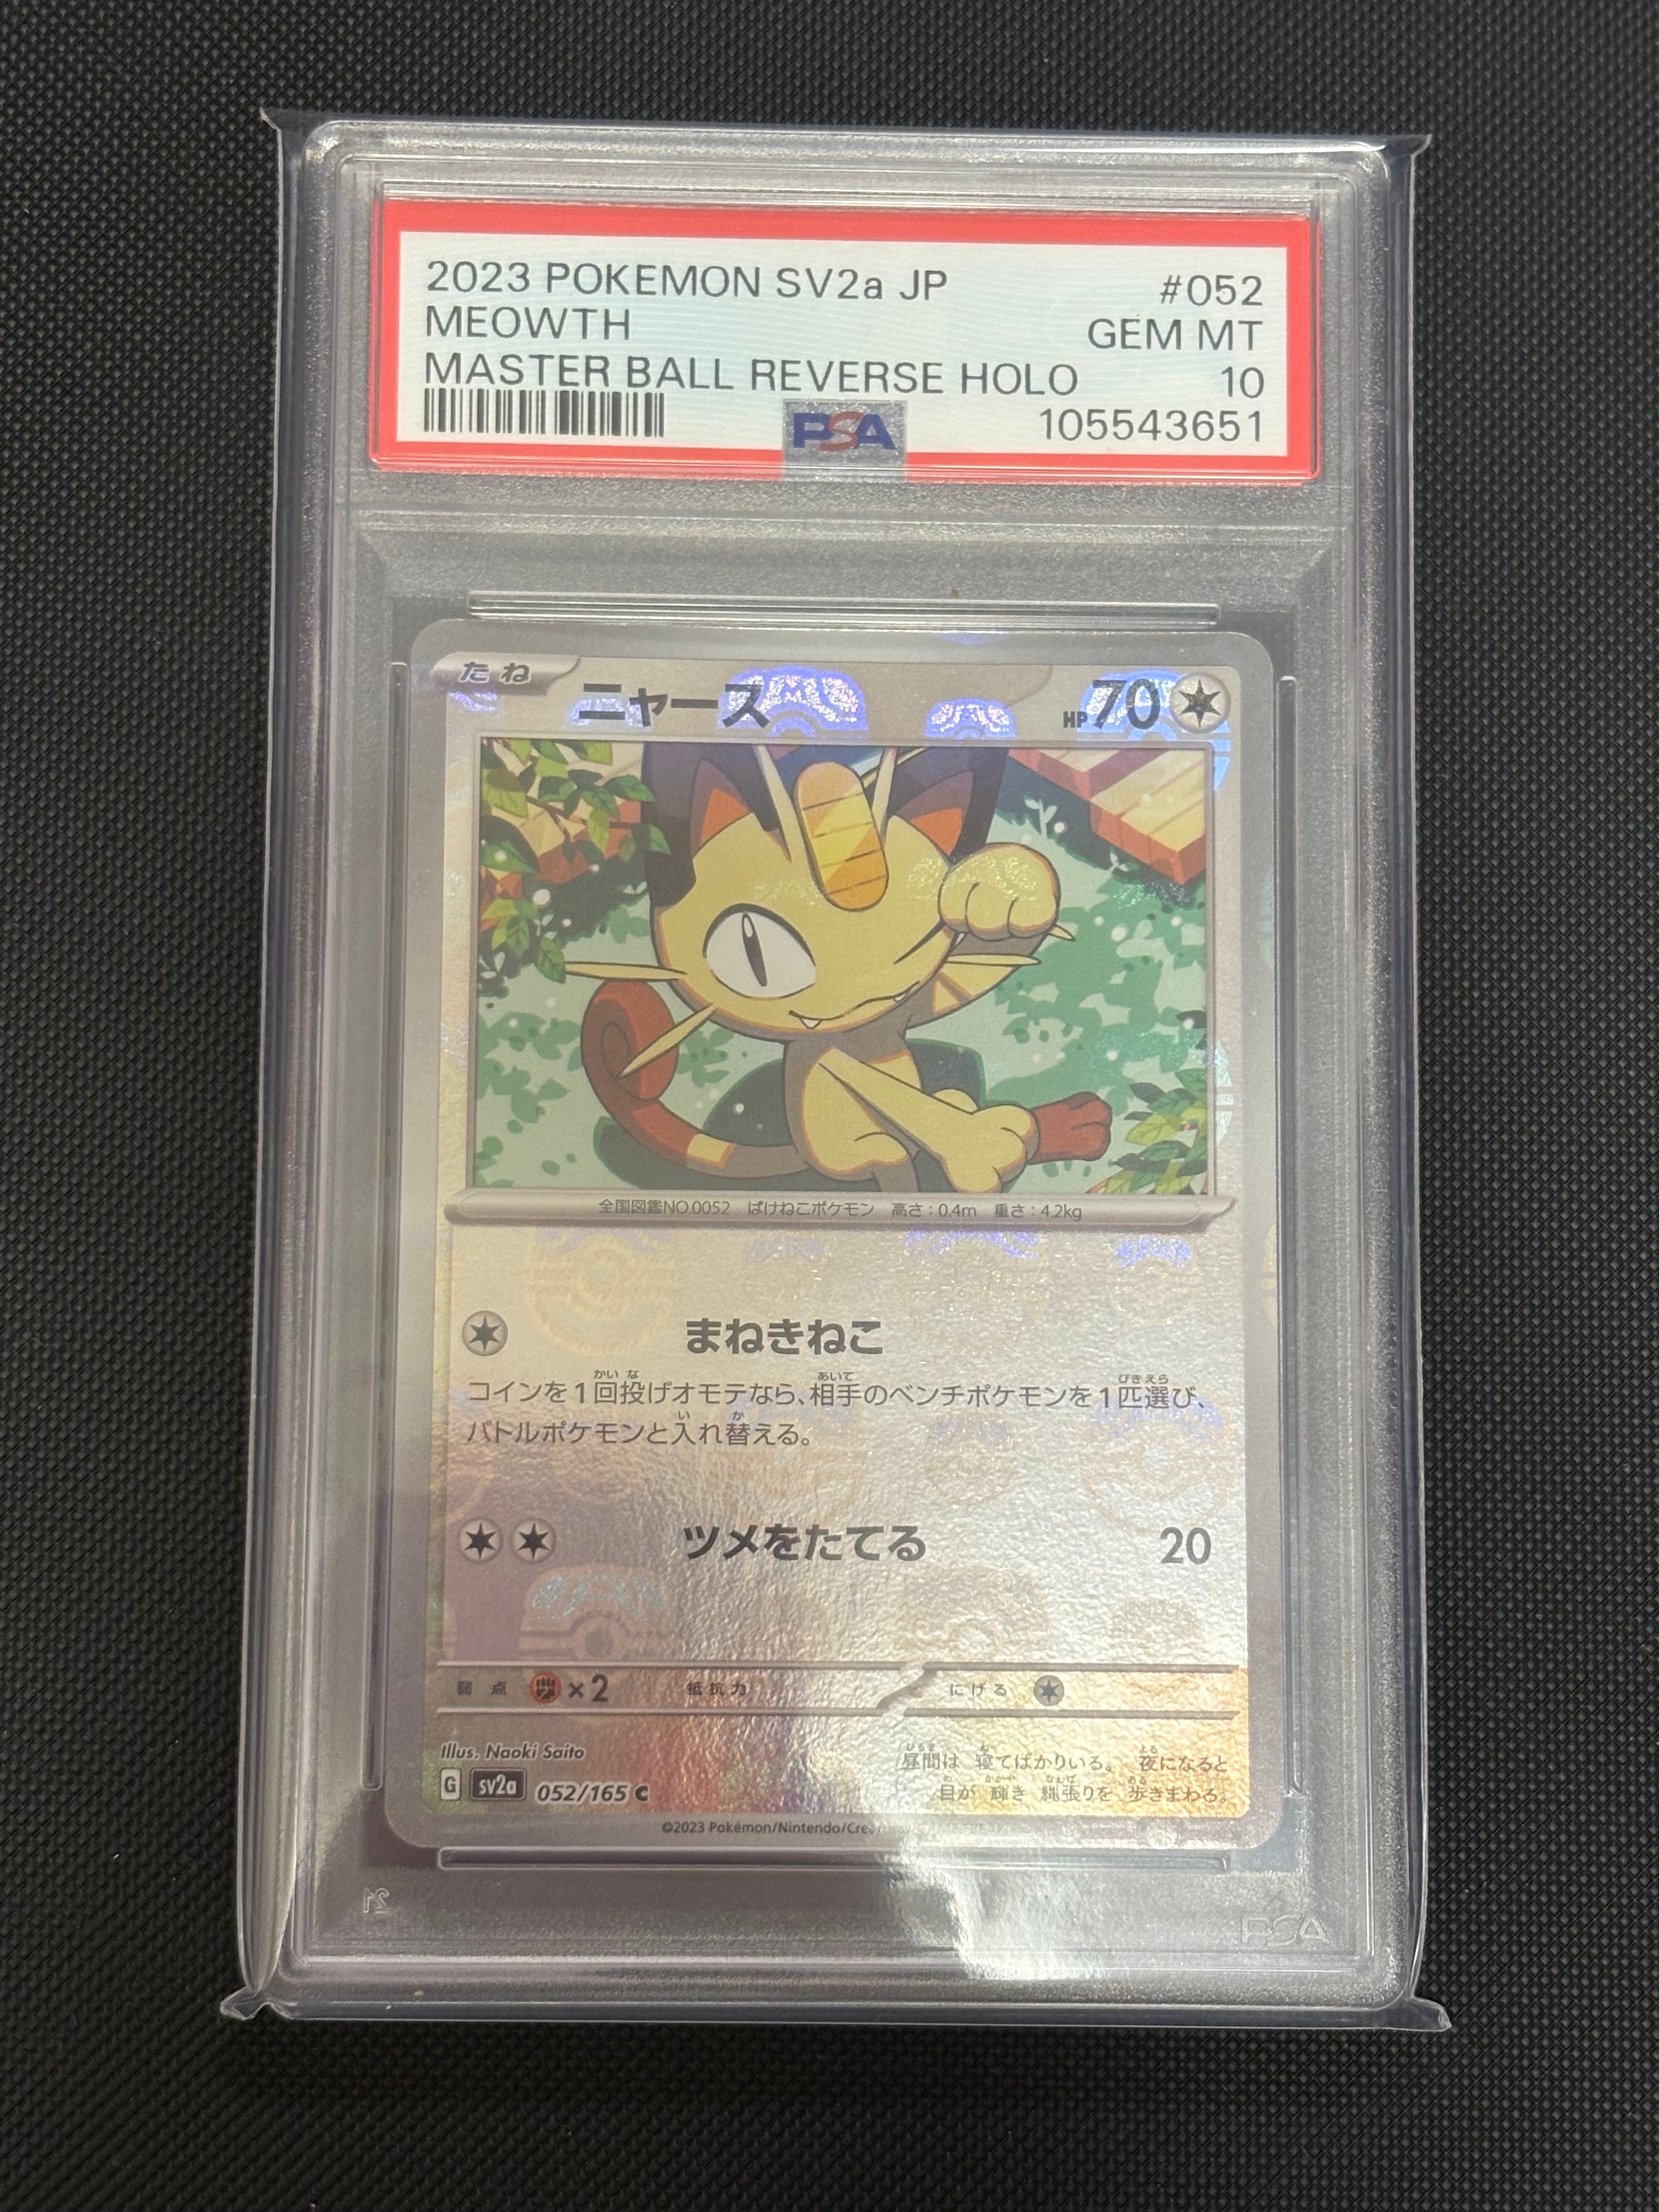 2023 POKEMON SV2a JP #052
MEOWTH GEM MT
MASTER BALL REVERSE HOLO 10
PSA 105543651
たね ニャース HP70
全国図鑑NO.0052 ばけねこポケモン 高さ:0.4m 重さ:4.2kg
まねきねこ
コインを1回投げオモテなら、相手のベンチポケモンを1匹選び、
バトルポケモンと入れ替える。
ツメをたてる 20
弱点 ×2 抵抗力 にげる
Illus. Naoki Saito
昼間は 寝てばかりいる。 夜になると
目が 輝き 縄張りを 歩きまわる。
G sv2a 052/165 C
©2023 Pokémon/Nintendo/
21 PSA